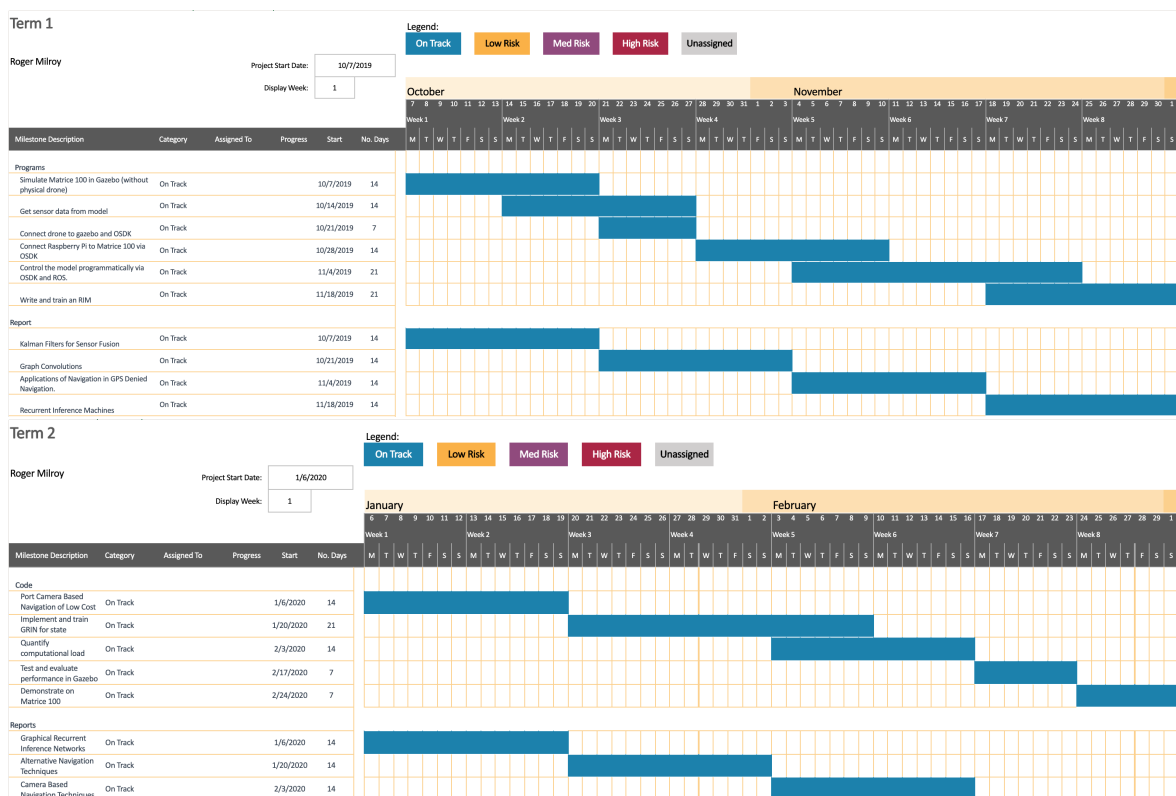 Term 1
Legend:
On Track Low Risk Med Risk High Risk Unassigned
Roger Milroy
Project Start Date: 10/7/2019
Display Week: 1
October November
7 8 9 10 11 12 13 14 15 16 17 18 19 20 21 22 23 24 25 26 27 28 29 30 31 1 2 3 4 5 6 7 8 9 10 11 12 13 14 15 16 17 18 19 20 21 22 23 24 25 26 27 28 29 30 1
Week 1 Week 2 Week 3 Week 4 Week 5 Week 6 Week 7 Week 8
Milestone Description Category Assigned To Progress Start No. Days M T W T F S S M T W T F S S M T W T F S S M T W T F S S M T W T F S S M T W T F S S M T W T F S S M T W T F S S
Programs
Simulate Matrice 100 in Gazebo (without
physical drone) On Track 10/7/2019 14
Get sensor data from model On Track 10/14/2019 14
Connect drone to gazebo and OSDK On Track 10/21/2019 7
Connect Raspberry Pi to Matrice 100 via
OSDK On Track 10/28/2019 14
Control the model programmatically via
OSDK and ROS. On Track 11/4/2019 21
Write and train an RIM On Track 11/18/2019 21
Report
Kalman Filters for Sensor Fusion On Track 10/7/2019 14
Graph Convolutions On Track 10/21/2019 14
Applications of Navigation in GPS Denied
Navigation. On Track 11/4/2019 14
Recurrent Inference Machines On Track 11/18/2019 14
Term 2
Legend:
On Track Low Risk Med Risk High Risk Unassigned
Roger Milroy
Project Start Date: 1/6/2020
Display Week: 1
January February
6 7 8 9 10 11 12 13 14 15 16 17 18 19 20 21 22 23 24 25 26 27 28 29 30 31 1 2 3 4 5 6 7 8 9 10 11 12 13 14 15 16 17 18 19 20 21 22 23 24 25 26 27 28 29 1
Week 1 Week 2 Week 3 Week 4 Week 5 Week 6 Week 7 Week 8
Milestone Description Category Assigned To Progress Start No. Days M T W T F S S M T W T F S S M T W T F S S M T W T F S S M T W T F S S M T W T F S S M T W T F S S M T W T F S S
Code
Port Camera Based
Navigation of Low Cost On Track 1/6/2020 14
Implement and train
GRIN for state On Track 1/20/2020 21
Quantify
computational load On Track 2/3/2020 14
Test and evaluate
performance in Gazebo On Track 2/17/2020 7
Demonstrate on
Matrice 100 On Track 2/24/2020 7
Reports
Graphical Recurrent
Inference Networks On Track 1/6/2020 14
Alternative Navigation
Techniques On Track 1/20/2020 14
Camera Based
Navigation Techniques On Track 2/3/2020 14